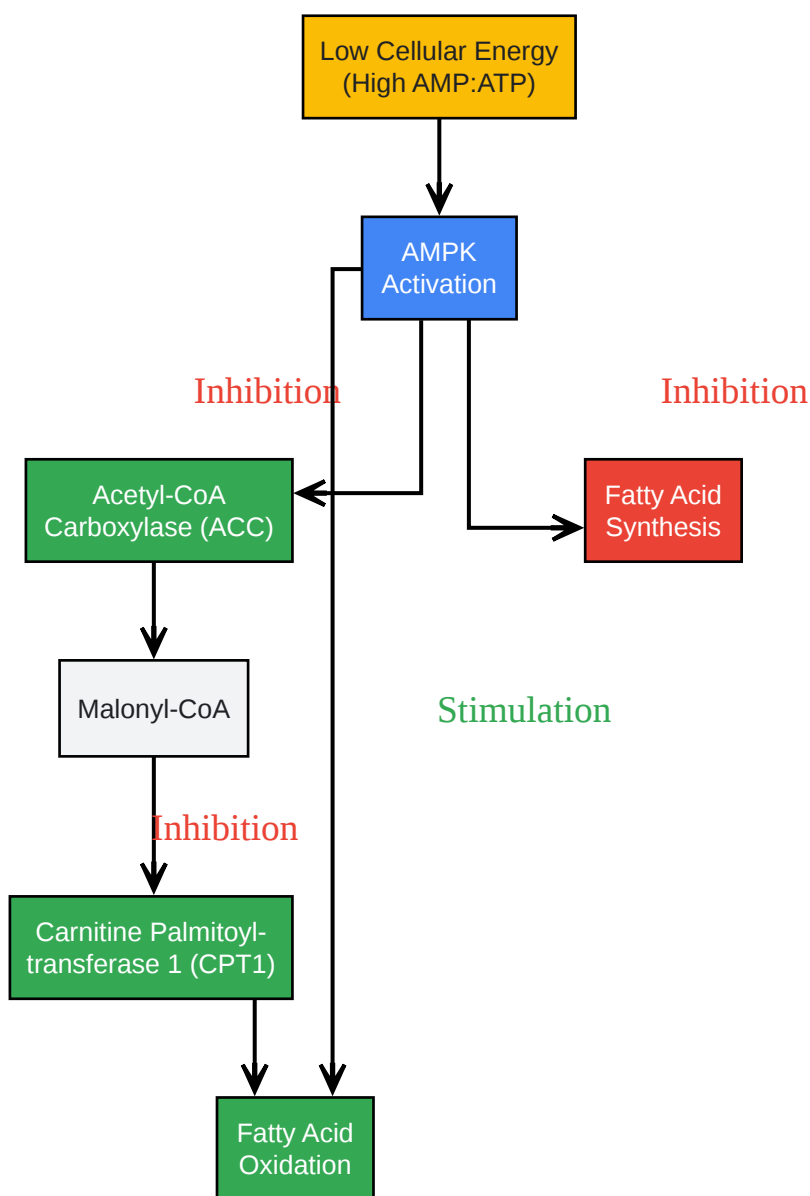 Low Cellular Energy
(High AMP:ATP)
AMPK
Activation
Inhibition
Inhibition
Acetyl-CoA
Carboxylase (ACC)
Fatty Acid
Synthesis
Malonyl-CoA
Stimulation
Inhibition
Carnitine Palmitoyl-
transferase 1 (CPT1)
Fatty Acid
Oxidation